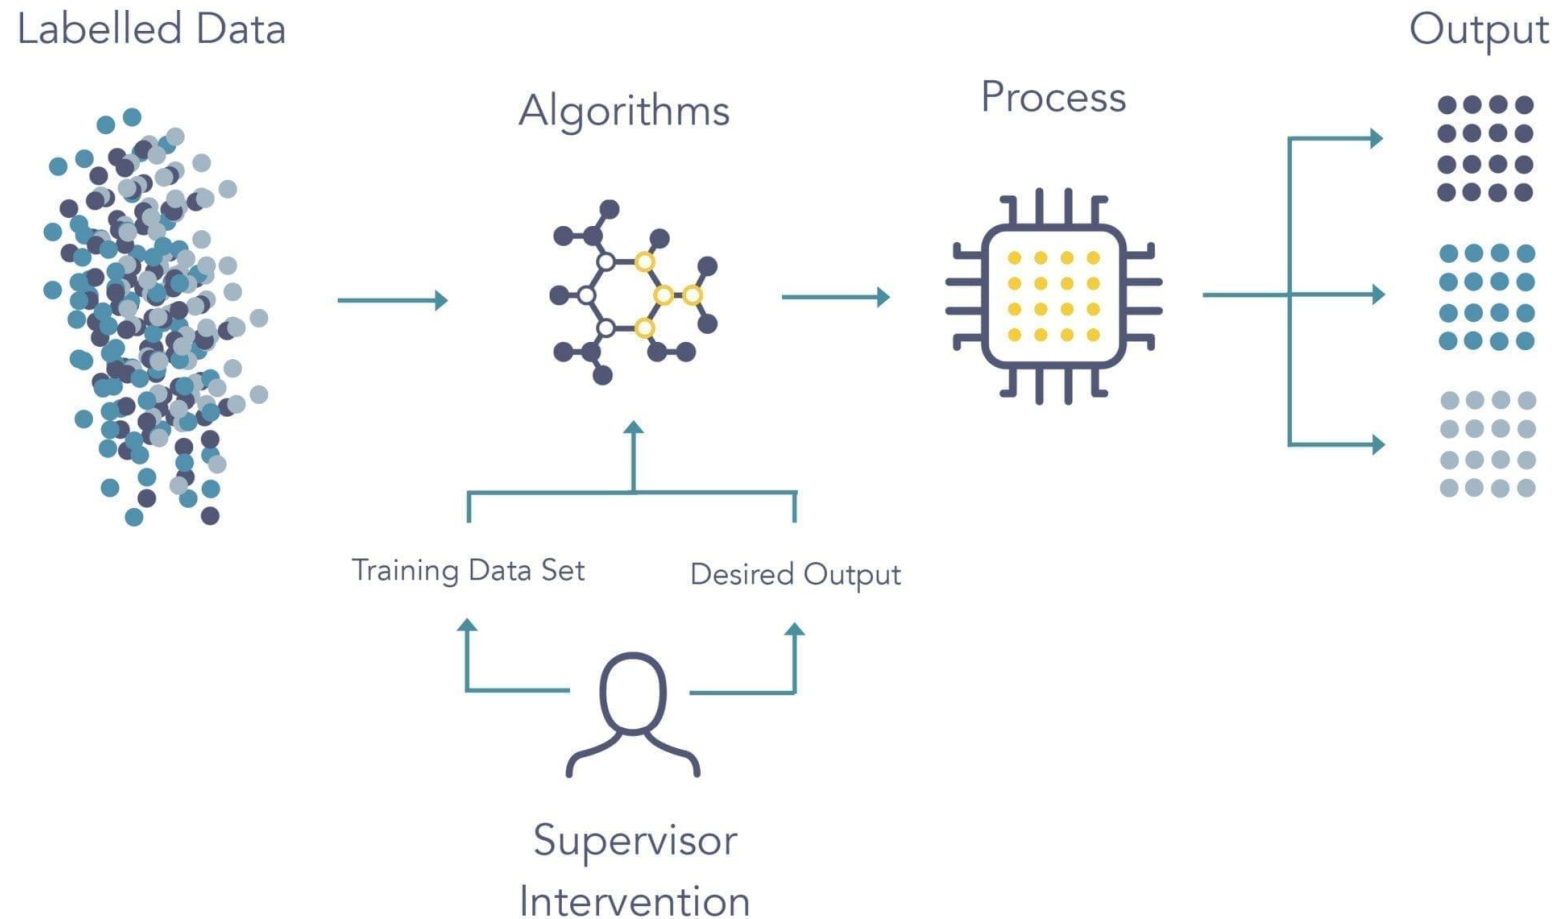 Labelled Data
Algorithms
Process
Output
Training Data Set
Desired Output
Supervisor
Intervention